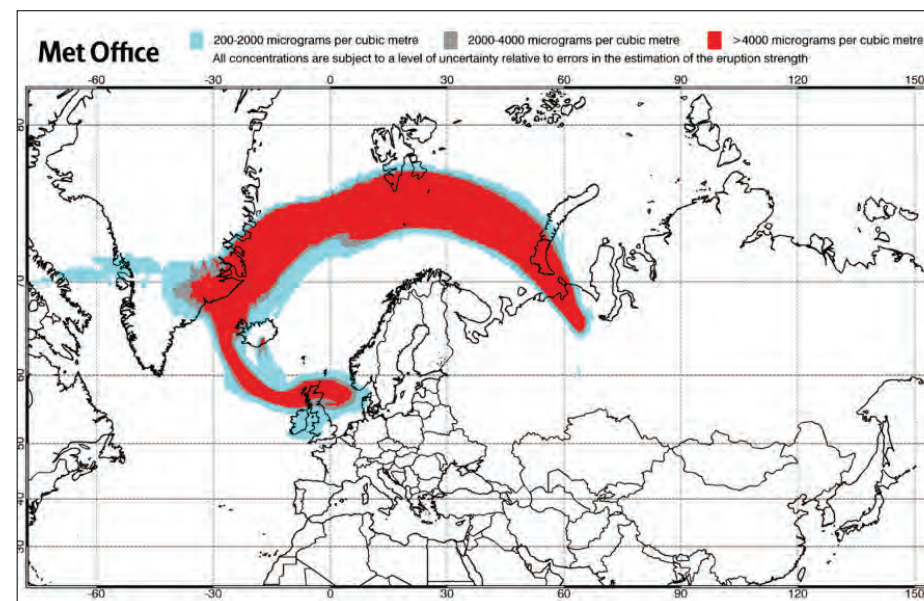 Met Office
200-2000 micrograms per cubic metre 2000-4000 micrograms per cubic metre >4000 micrograms per cubic metre
All concentrations are subject to a level of uncertainty relative to errors in the estimation of the eruption strength
-60 -30 0 30 60 90 120 150
80
70
60
50
40
30
-60 -30 0 30 60 90 120 150